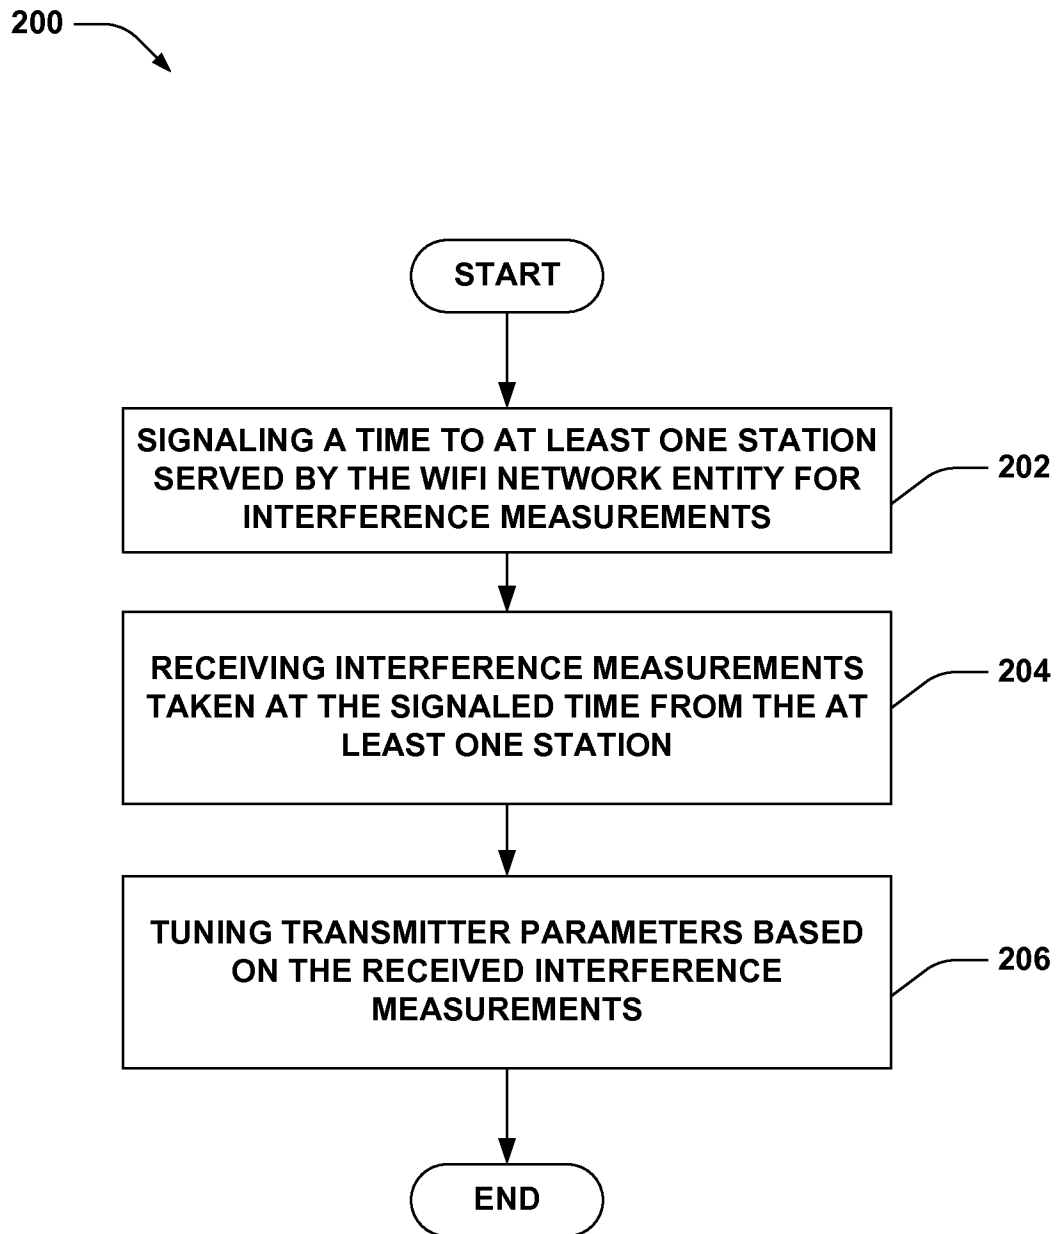 200
START
SIGNALING A TIME TO AT LEAST ONE STATION
SERVED BY THE WIFI NETWORK ENTITY FOR
INTERFERENCE MEASUREMENTS
202
RECEIVING INTERFERENCE MEASUREMENTS
TAKEN AT THE SIGNALED TIME FROM THE AT
LEAST ONE STATION
204
TUNING TRANSMITTER PARAMETERS BASED
ON THE RECEIVED INTERFERENCE
MEASUREMENTS
206
END